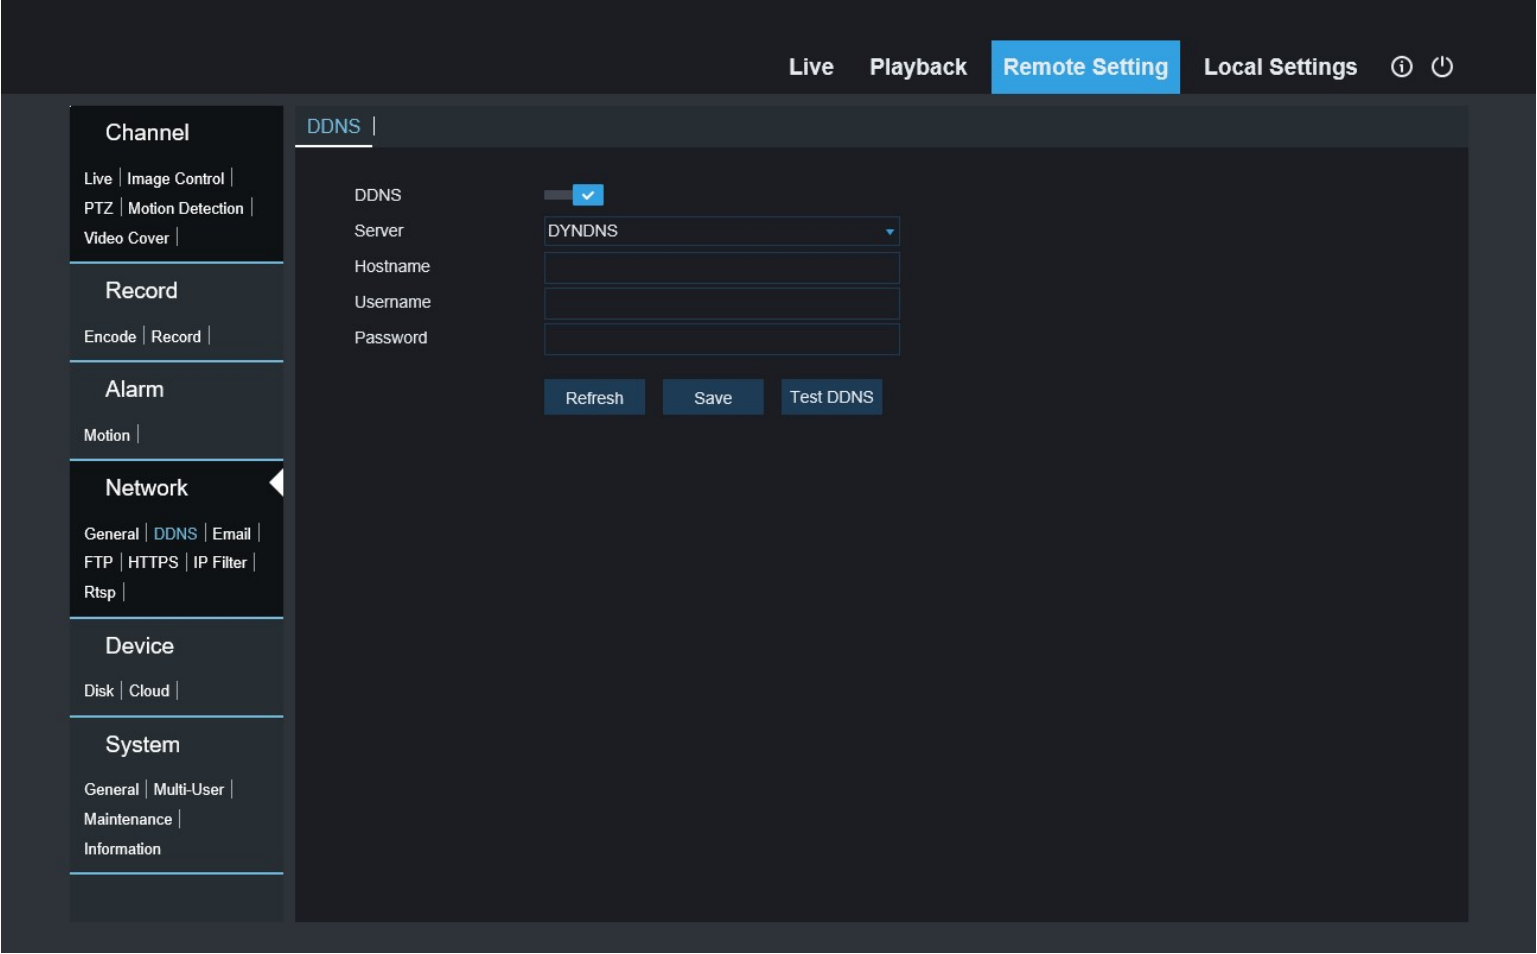 Live Playback Remote Setting Local Settings
Channel
Live | Image Control |
PTZ | Motion Detection |
Video Cover |
Record
Encode | Record |
Alarm
Motion |
Network
General | DDNS | Email |
FTP | HTTPS | IP Filter |
Rtsp |
Device
Disk | Cloud |
System
General | Multi-User |
Maintenance |
Information
DDNS |
DDNS
Server DYNDNS
Hostname
Username
Password
Refresh Save Test DDNS